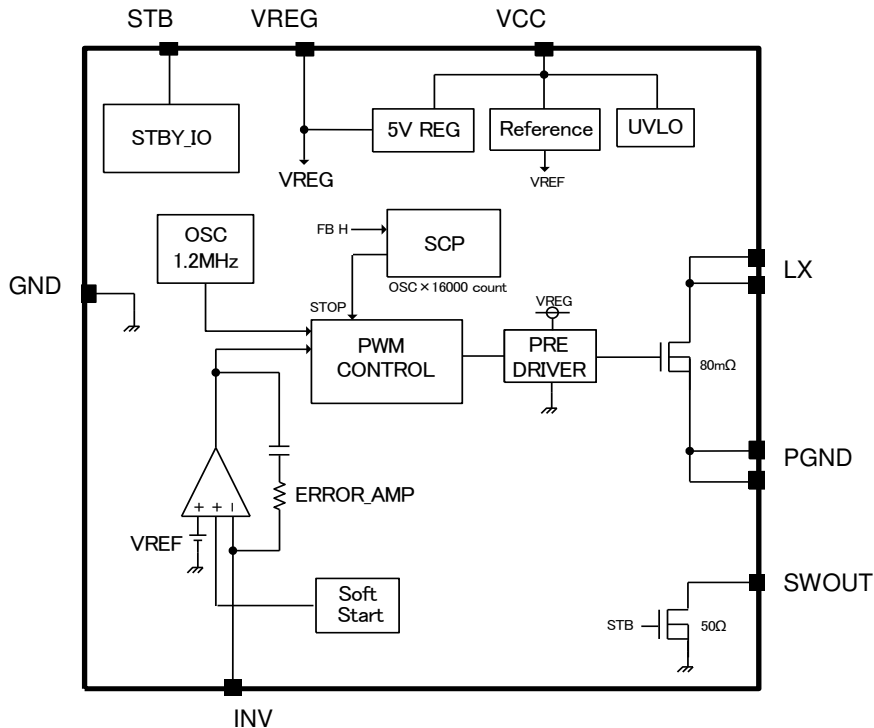 STB
VREG
VCC
STBY_IO
5V REG
Reference
UVLO
VREG
VREF
OSC
1.2MHz
FB H
SCP
OSC×16000 count
GND
LX
STOP
VREG
PWM
CONTROL
PRE
DRIVER
80mΩ
PGND
ERROR_AMP
+ + −
VREF
Soft
Start
SWOUT
STB
50Ω
INV